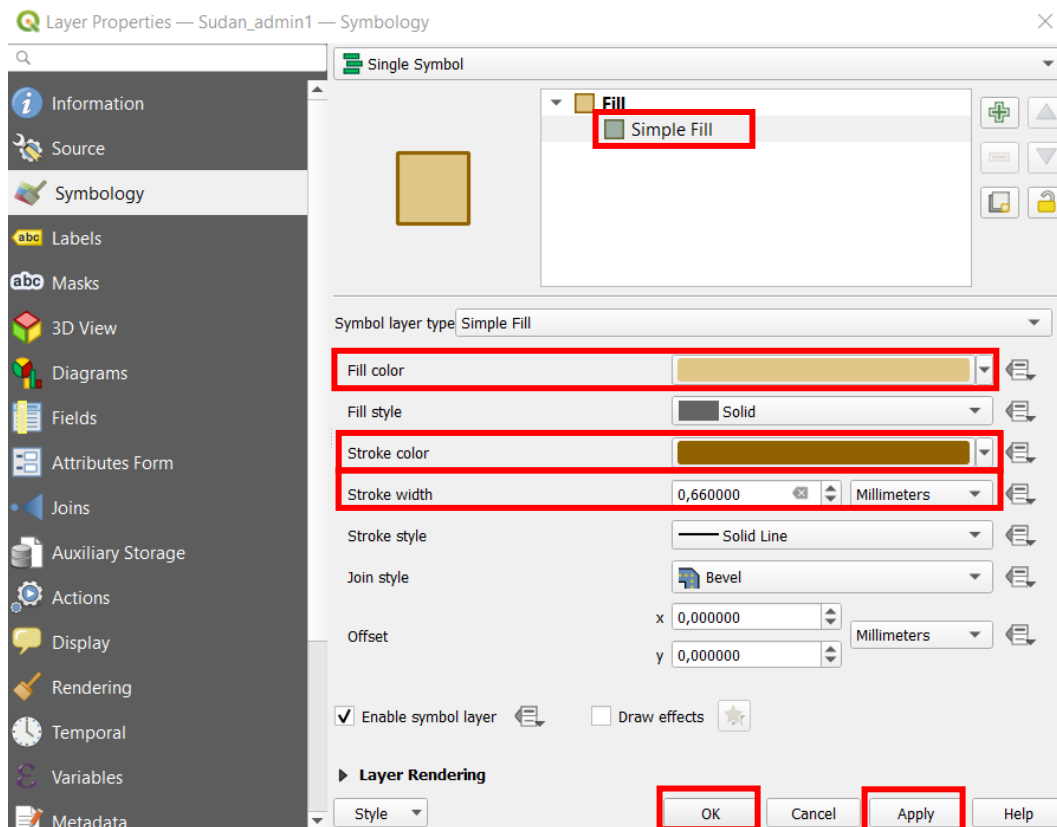 Layer Properties — Sudan_admin1 — Symbology
Single Symbol
Information
Source
Symbology
abc Labels
abc Masks
3D View
Diagrams
Fields
Attributes Form
Joins
Auxiliary Storage
Actions
Display
Rendering
Temporal
Variables
Metadata
Fill
Simple Fill
Symbol layer type Simple Fill
Fill color
Fill style Solid
Stroke color
Stroke width 0,660000 Millimeters
Stroke style Solid Line
Join style Bevel
Offset x 0,000000 Millimeters
y 0,000000
Enable symbol layer Draw effects
Layer Rendering
Style OK Cancel Apply Help